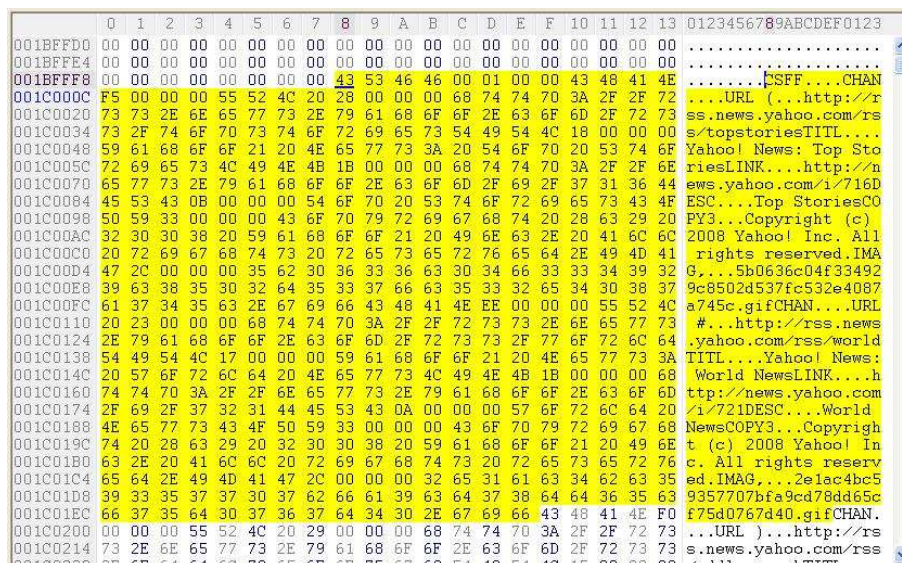 0 1 2 3 4 5 6 7 8 9 A B C D E F 10 11 12 13 0123456789ABCDEF0123
001BFFD0 00 00 00 00 00 00 00 00 00 00 00 00 00 00 00 00 00 00 00 00 ....................
001BFFE4 00 00 00 00 00 00 00 00 00 00 00 00 00 00 00 00 00 00 00 00 ....................
001BFFF8 00 00 00 00 00 00 00 00 43 53 46 46 00 01 00 00 43 48 41 4E ........CSFF....CHAN
001C000C F5 00 00 00 55 52 4C 20 28 00 00 00 68 74 74 70 3A 2F 2F 72 ....URL (...http://r
001C0020 73 73 2E 6E 65 77 73 2E 79 61 68 6F 6F 2E 63 6F 6D 2F 72 73 ss.news.yahoo.com/rs
001C0034 73 2F 74 6F 70 73 74 6F 72 69 65 73 54 49 54 4C 18 00 00 00 s/topstoriesTITL....
001C0048 59 61 68 6F 6F 21 20 4E 65 77 73 3A 20 54 6F 70 20 53 74 6F Yahoo! News: Top Sto
001C005C 72 69 65 73 4C 49 4E 4B 1B 00 00 00 68 74 74 70 3A 2F 2F 6E riesLINK....http://n
001C0070 65 77 73 2E 79 61 68 6F 6F 2E 63 6F 6D 2F 69 2F 37 31 36 44 ews.yahoo.com/i/716D
001C0084 45 53 43 0B 00 00 00 54 6F 70 20 53 74 6F 72 69 65 73 43 4F ESC....Top StoriesCO
001C0098 50 59 33 00 00 00 43 6F 70 79 72 69 67 68 74 20 28 63 29 20 PY3...Copyright (c)
001C00AC 32 30 30 38 20 59 61 68 6F 6F 21 20 49 6E 63 2E 20 41 6C 6C 2008 Yahoo! Inc. All
001C00C0 20 72 69 67 68 74 73 20 72 65 73 65 72 76 65 64 2E 49 4D 41 rights reserved.IMA
001C00D4 47 2C 00 00 00 35 62 30 36 33 36 63 30 34 66 33 33 34 39 32 G,...5b0636c04f33492
001C00E8 39 63 38 35 30 32 64 35 33 37 66 63 35 33 32 65 34 30 38 37 9c8502d537fc532e4087
001C00FC 61 37 34 35 63 2E 67 69 66 43 48 41 4E EE 00 00 00 55 52 4C a745c.gifCHAN....URL
001C0110 20 23 00 00 00 68 74 74 70 3A 2F 2F 72 73 73 2E 6E 65 77 73 #...http://rss.news
001C0124 2E 79 61 68 6F 6F 2E 63 6F 6D 2F 72 73 73 2F 77 6F 72 6C 64 .yahoo.com/rss/world
001C0138 54 49 54 4C 17 00 00 00 59 61 68 6F 6F 21 20 4E 65 77 73 3A TITL....Yahoo! News:
001C014C 20 57 6F 72 6C 64 20 4E 65 77 73 4C 49 4E 4B 1B 00 00 00 68 World NewsLINK....h
001C0160 74 74 70 3A 2F 2F 6E 65 77 73 2E 79 61 68 6F 6F 2E 63 6F 6D ttp://news.yahoo.com
001C0174 2F 69 2F 37 32 31 44 45 53 43 0A 00 00 00 57 6F 72 6C 64 20 /i/721DESC....World
001C0188 4E 65 77 73 43 4F 50 59 33 00 00 00 43 6F 70 79 72 69 67 68 NewsCOPY3...Copyrigh
001C019C 74 20 28 63 29 20 32 30 30 38 20 59 61 68 6F 6F 21 20 49 6E t (c) 2008 Yahoo! In
001C01B0 63 2E 20 41 6C 6C 20 72 69 67 68 74 73 20 72 65 73 65 72 76 c. All rights reserv
001C01C4 65 64 2E 49 4D 41 47 2C 00 00 00 32 65 31 61 63 34 62 63 35 ed.IMAG,...2e1ac4bc5
001C01D8 39 33 35 37 37 30 37 62 66 61 39 63 64 37 38 64 64 36 35 63 9357707bfa9cd78dd65c
001C01EC 66 37 35 64 30 37 36 37 64 34 30 2E 67 69 66 43 48 41 4E F0 f75d0767d40.gifCHAN.
001C0200 00 00 00 55 52 4C 20 29 00 00 00 68 74 74 70 3A 2F 2F 72 73 ...URL )...http://rs
001C0214 73 2E 6E 65 77 73 2E 79 61 68 6F 6F 2E 63 6F 6D 2F 72 73 73 s.news.yahoo.com/rss